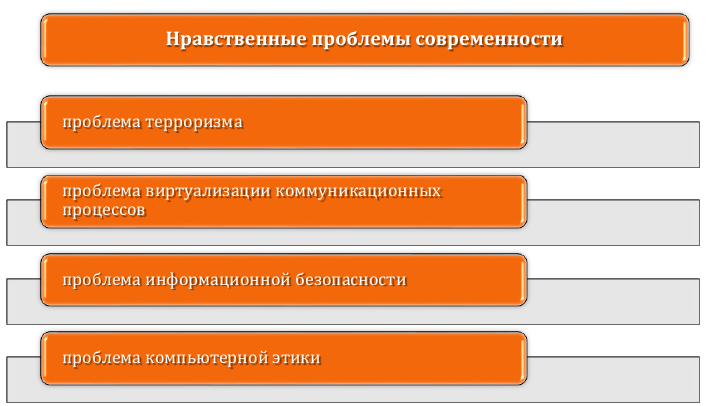 Нравственные проблемы современности
проблема терроризма
проблема виртуализации коммуникационных
процессов
проблема информационной безопасности
проблема компьютерной этики